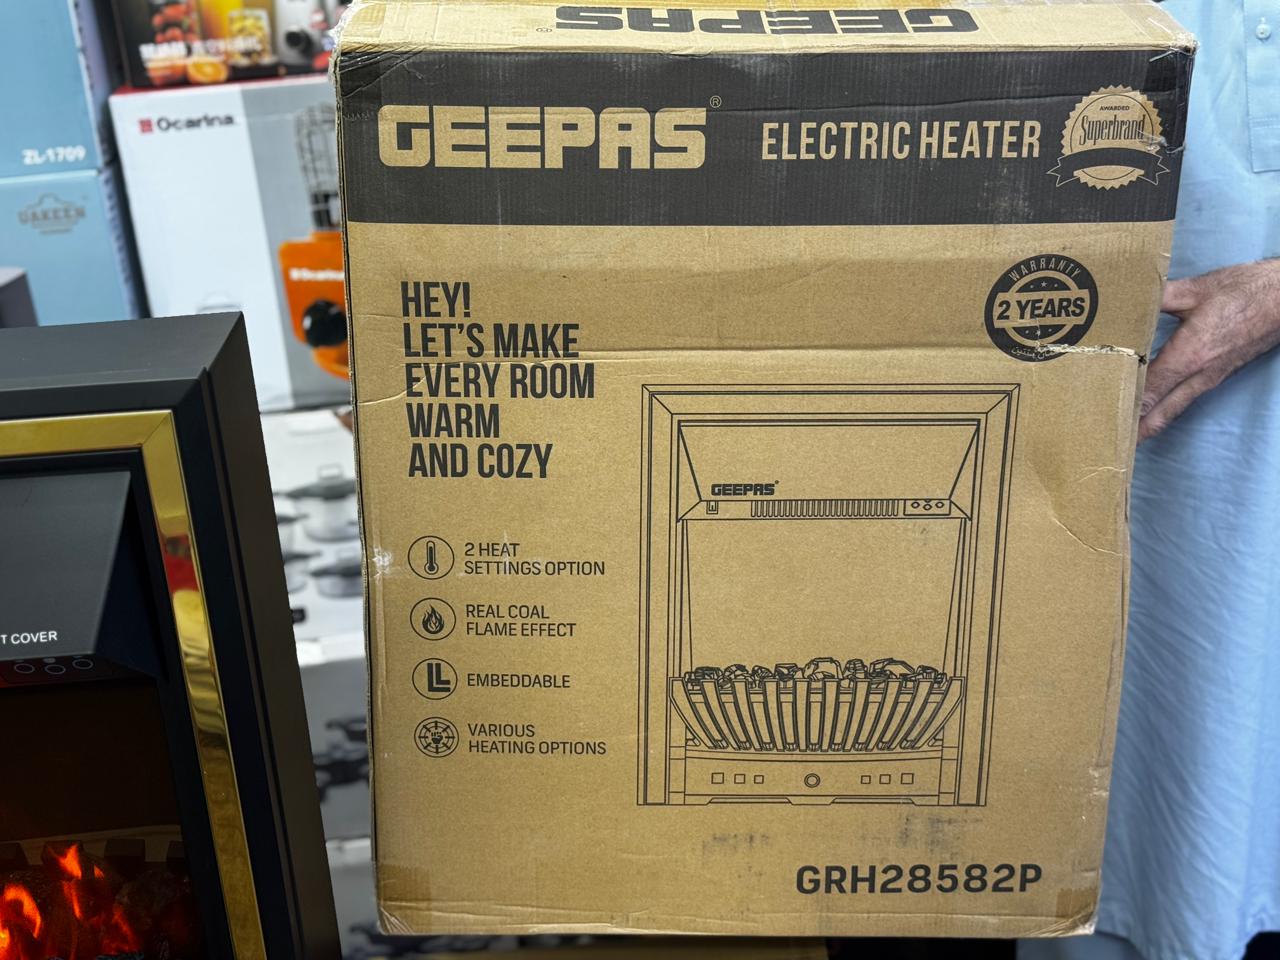 GEEPAS®
GEEPAS®
ELECTRIC HEATER
AWARDED
Superbrand
WARRANTY
2 YEARS
HEY!
LET'S MAKE
EVERY ROOM
WARM
AND COZY
GEEPAS®
2 HEAT
SETTINGS OPTION
REAL COAL
FLAME EFFECT
EMBEDDABLE
VARIOUS
HEATING OPTIONS
GRH28582P
Ocarina
Ocarina
ZL-1709
T COVER